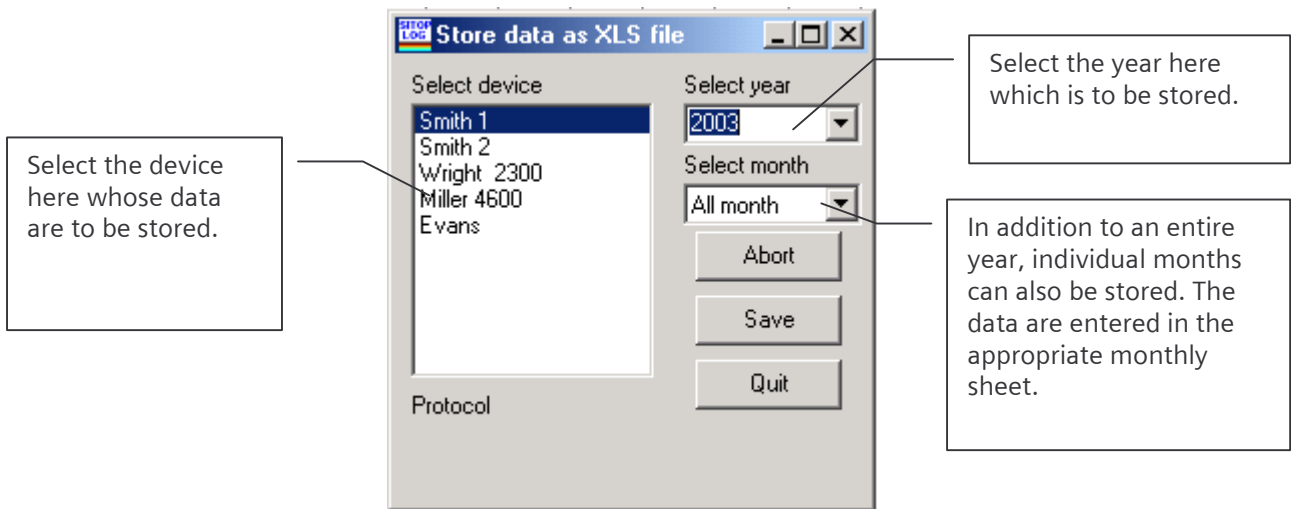 SITOP
LOG
Store data as XLS file
Select device
Smith 1
Smith 2
Wright  2300
Miller 4600
Evans
Protocol
Select year
2003
Select month
All month
Abort
Save
Quit
Select the device
here whose data
are to be stored.
Select the year here
which is to be stored.
In addition to an entire
year, individual months
can also be stored. The
data are entered in the
appropriate monthly
sheet.